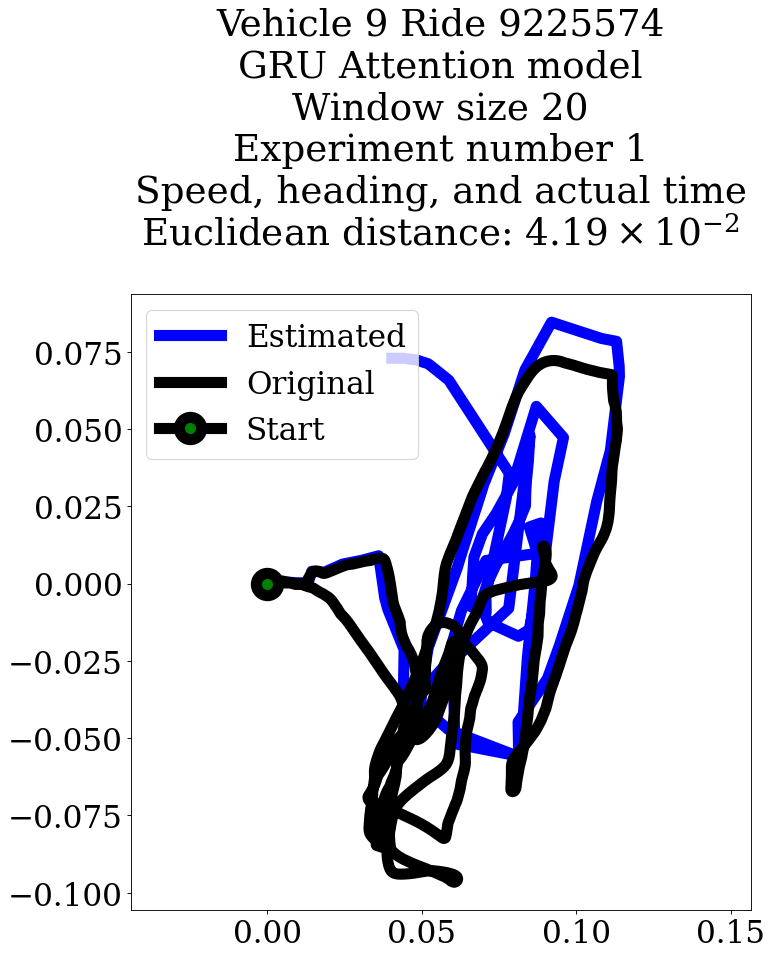 Vehicle 9 Ride 9225574
GRU Attention model
Window size 20
Experiment number 1
Speed, heading, and actual time
Euclidean distance: 4.19 × 10⁻²
Estimated
Original
Start
0.075
0.050
0.025
0.000
−0.025
−0.050
−0.075
−0.100
0.00 0.05 0.10 0.15